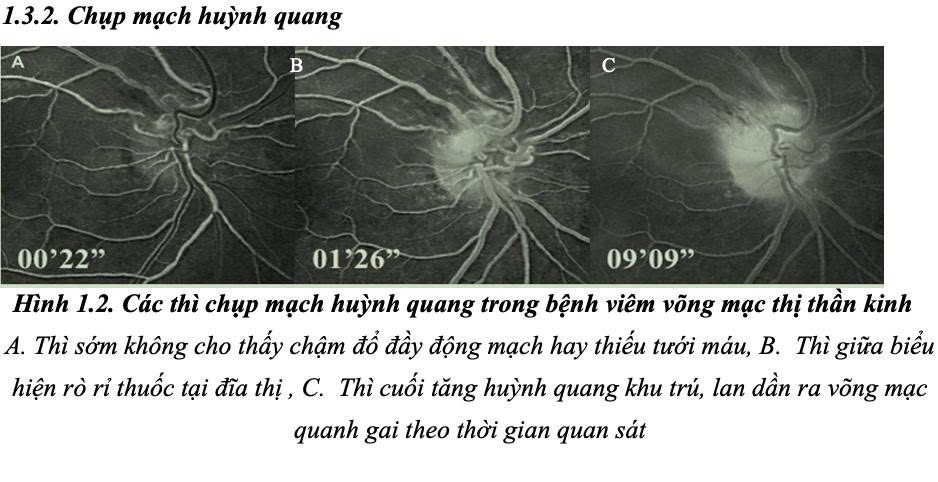 1.3.2. Chụp mạch huỳnh quang
A B C
00’22” 01’26” 09’09”
Hình 1.2. Các thì chụp mạch huỳnh quang trong bệnh viêm võng mạc thị thần kinh
A. Thì sớm không cho thấy chậm đổ đầy động mạch hay thiếu tưới máu, B. Thì giữa biểu
hiện rò rỉ thuốc tại đĩa thị , C. Thì cuối tăng huỳnh quang khu trú, lan dần ra võng mạc
quanh gai theo thời gian quan sát